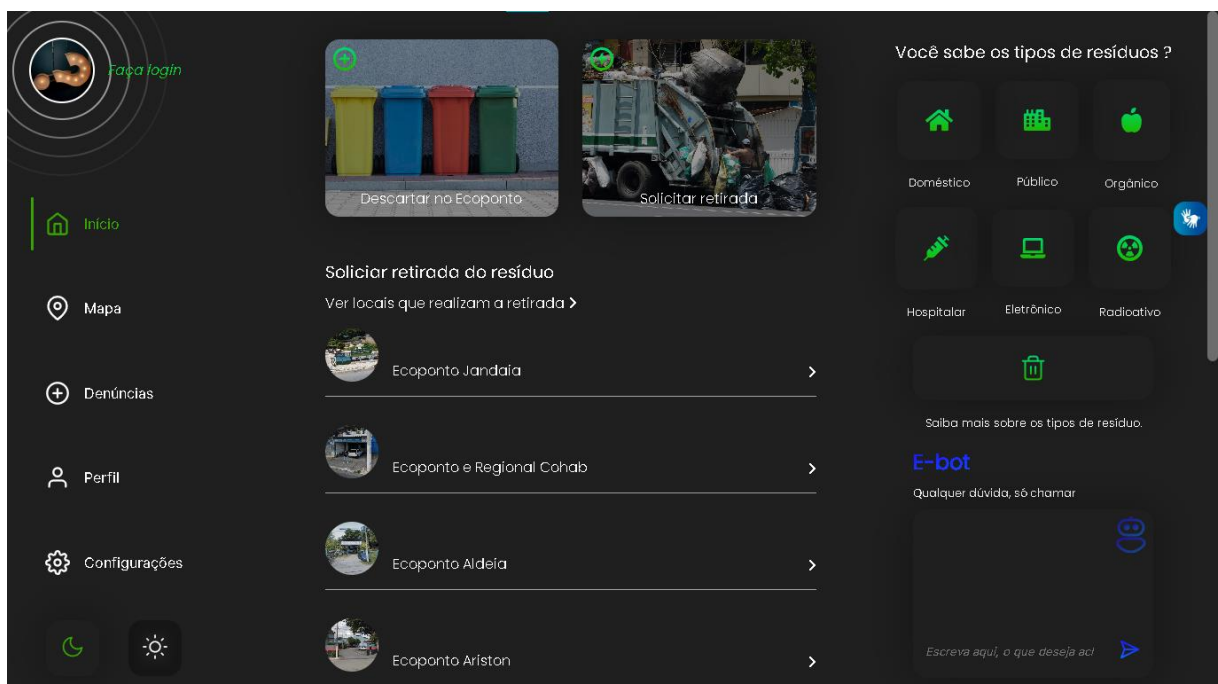 Faça login
Início
Mapa
Denúncias
Perfil
Configurações
Descartar no Ecoponto
Solicitar retirada
Soliciar retirada do resíduo
Ver locais que realizam a retirada
Ecoponto Jandaia
Ecoponto e Regional Cohab
Ecoponto Aldeia
Ecoponto Ariston
Você sabe os tipos de resíduos ?
Doméstico
Público
Orgânico
Hospitalar
Eletrônico
Radioativo
Saiba mais sobre os tipos de resíduo.
E-bot
Qualquer dúvida, só chamar
Escreva aqui, o que deseja acl